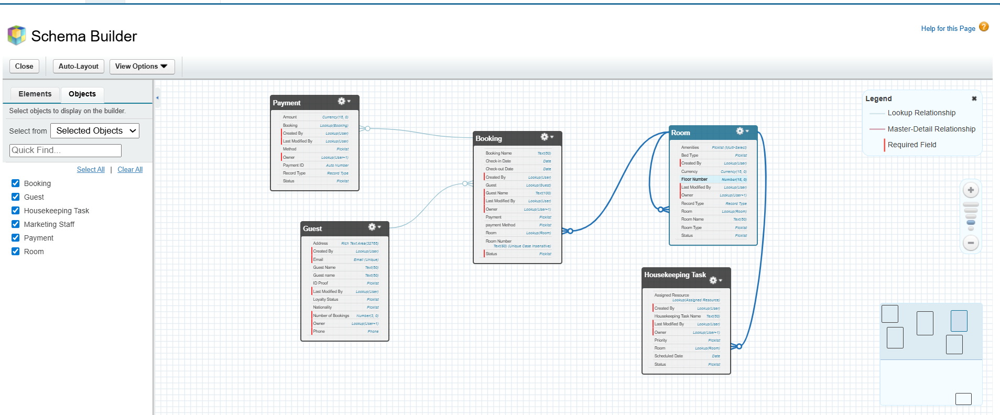 Schema Builder
Help for this Page
Close
Auto-Layout
View Options
Elements
Objects
Select objects to display on the builder.
Select from Selected Objects
Quick Find...
Select All | Clear All
Booking
Guest
Housekeeping Task
Marketing Staff
Payment
Room
Payment
Amount Currency(16, 0)
Booking Lookup(Booking)
Created By Lookup(User)
Last Modified By Lookup(User)
Method Picklist
Owner Lookup(User+1)
Payment ID Auto Number
Record Type Record Type
Status Picklist
Guest
Address Rich Text Area(32768)
Created By Lookup(User)
Email Email (Unique)
Guest Name Text(80)
Guest name Text(80)
ID Proof Picklist
Last Modified By Lookup(User)
Loyalty Status Picklist
Nationality Picklist
Number of Bookings Number(3, 0)
Owner Lookup(User+1)
Phone Phone
Booking
Booking Name Text(80)
Check-in Date Date
Check-out Date Date
Created By Lookup(User)
Guest Lookup(Guest)
Guest Name Text(100)
Last Modified By Lookup(User)
Owner Lookup(User+1)
Payment Picklist
payment Method Picklist
Room Lookup(Room)
Room Number
Text(50) (Unique Case Insensitive)
Status Picklist
Room
Amenities Picklist (Multi-Select)
Bed Type Picklist
Created By Lookup(User)
Currency Currency(16, 0)
Floor Number Number(18, 0)
Last Modified By Lookup(User)
Owner Lookup(User+1)
Record Type Record Type
Room Lookup(Room)
Room Name Text(80)
Room Type Picklist
Status Picklist
Housekeeping Task
Assigned Resource
Lookup(Assigned Resource)
Created By Lookup(User)
Housekeeping Task Name Text(80)
Last Modified By Lookup(User)
Owner Lookup(User+1)
Priority Picklist
Room Lookup(Room)
Scheduled Date Date
Status Picklist
Legend
Lookup Relationship
Master-Detail Relationship
Required Field